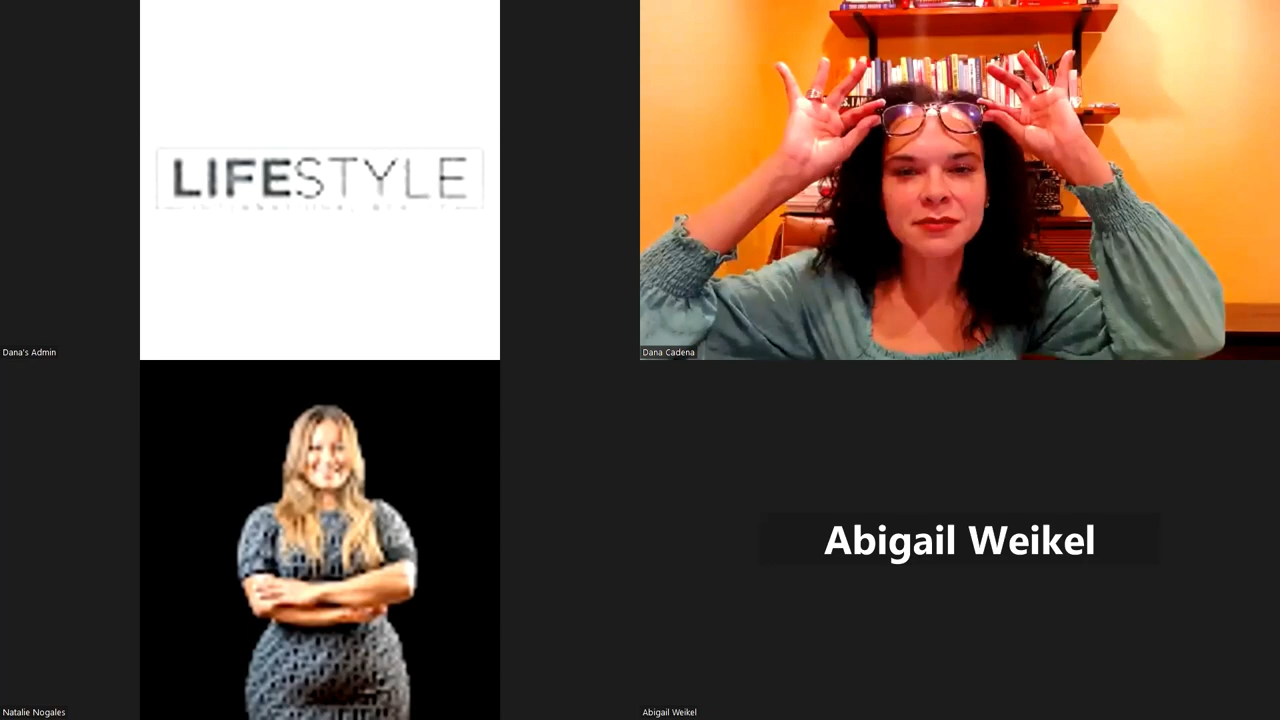 LIFESTYLE
Dana's Admin
Dana Cadena
Abigail Weikel
Natalie Nogales
Abigail Weikel